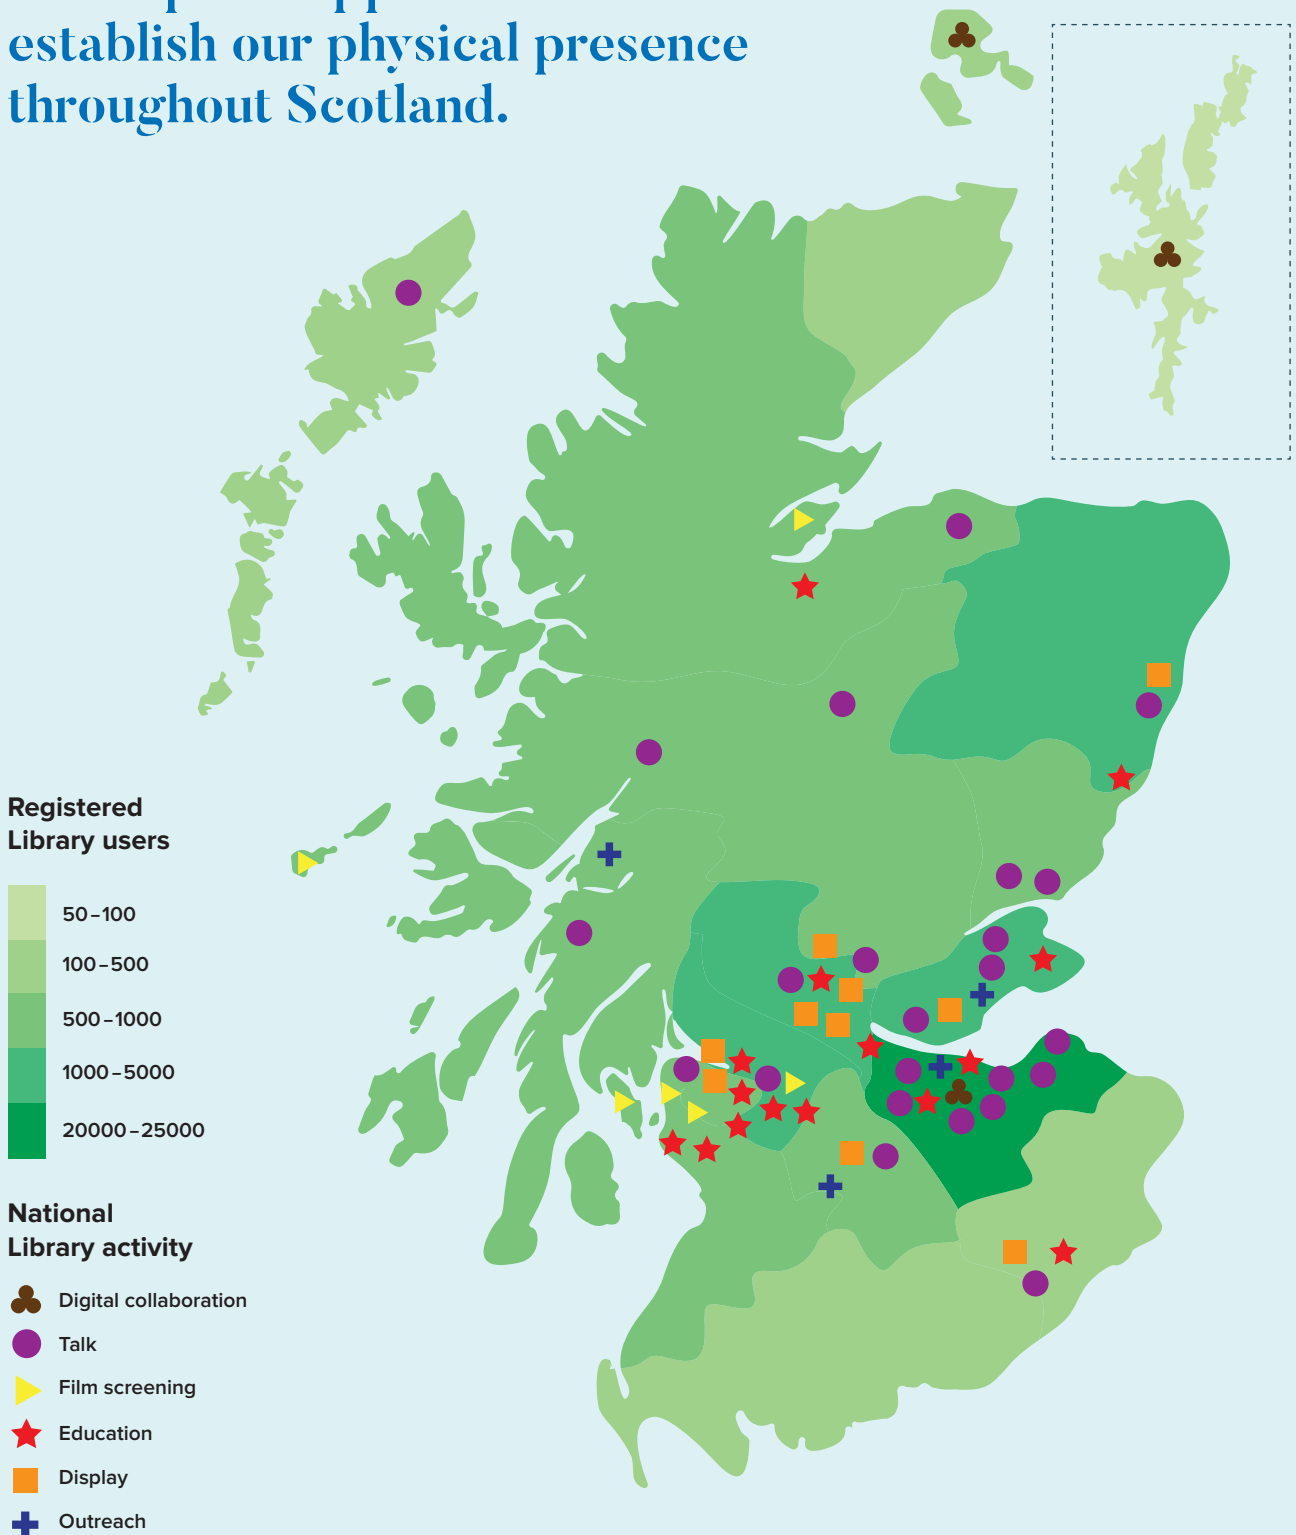 establish our physical presence
throughout Scotland.
Registered
Library users
50–100
100–500
500–1000
1000–5000
20000–25000
National
Library activity
Digital collaboration
Talk
Film screening
Education
Display
Outreach